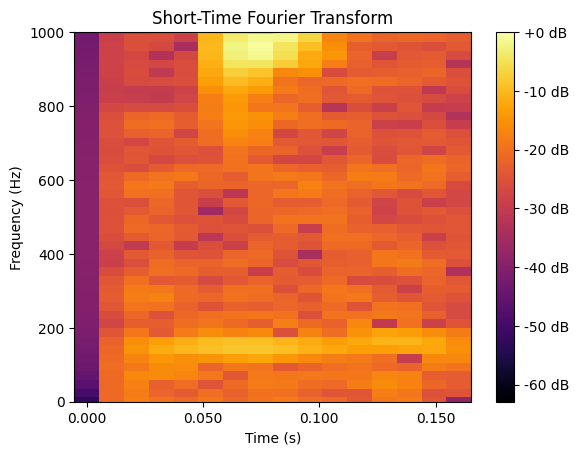 Short-Time Fourier Transform
1000
800
600
400
200
0
Frequency (Hz)
0.000
0.050
0.100
0.150
Time (s)
+0 dB
-10 dB
-20 dB
-30 dB
-40 dB
-50 dB
-60 dB